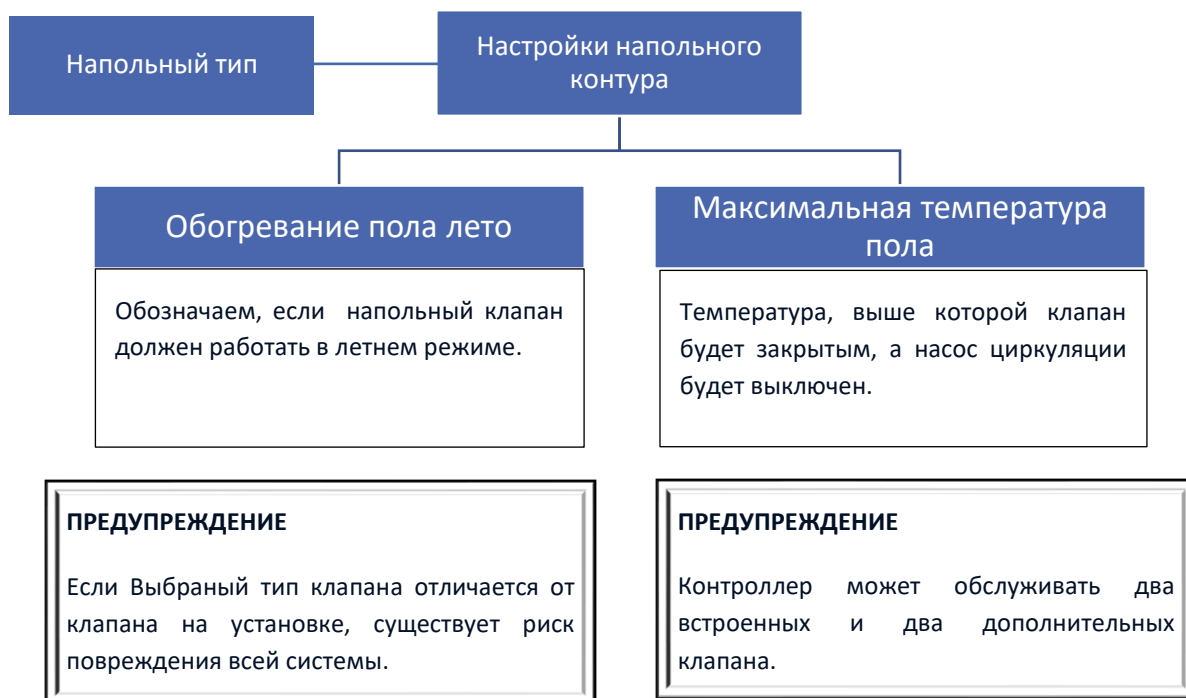 Напольный тип
Настройки напольного
контура
Обогревание пола лето
Обозначаем, если напольный клапан
должен работать в летнем режиме.
Максимальная температура
пола
Температура, выше которой клапан
будет закрытым, а насос циркуляции
будет выключен.
ПРЕДУПРЕЖДЕНИЕ
Если Выбраный тип клапана отличается от
клапана на установке, существует риск
повреждения всей системы.
ПРЕДУПРЕЖДЕНИЕ
Контроллер может обслуживать два
встроенных и два дополнительных
клапана.